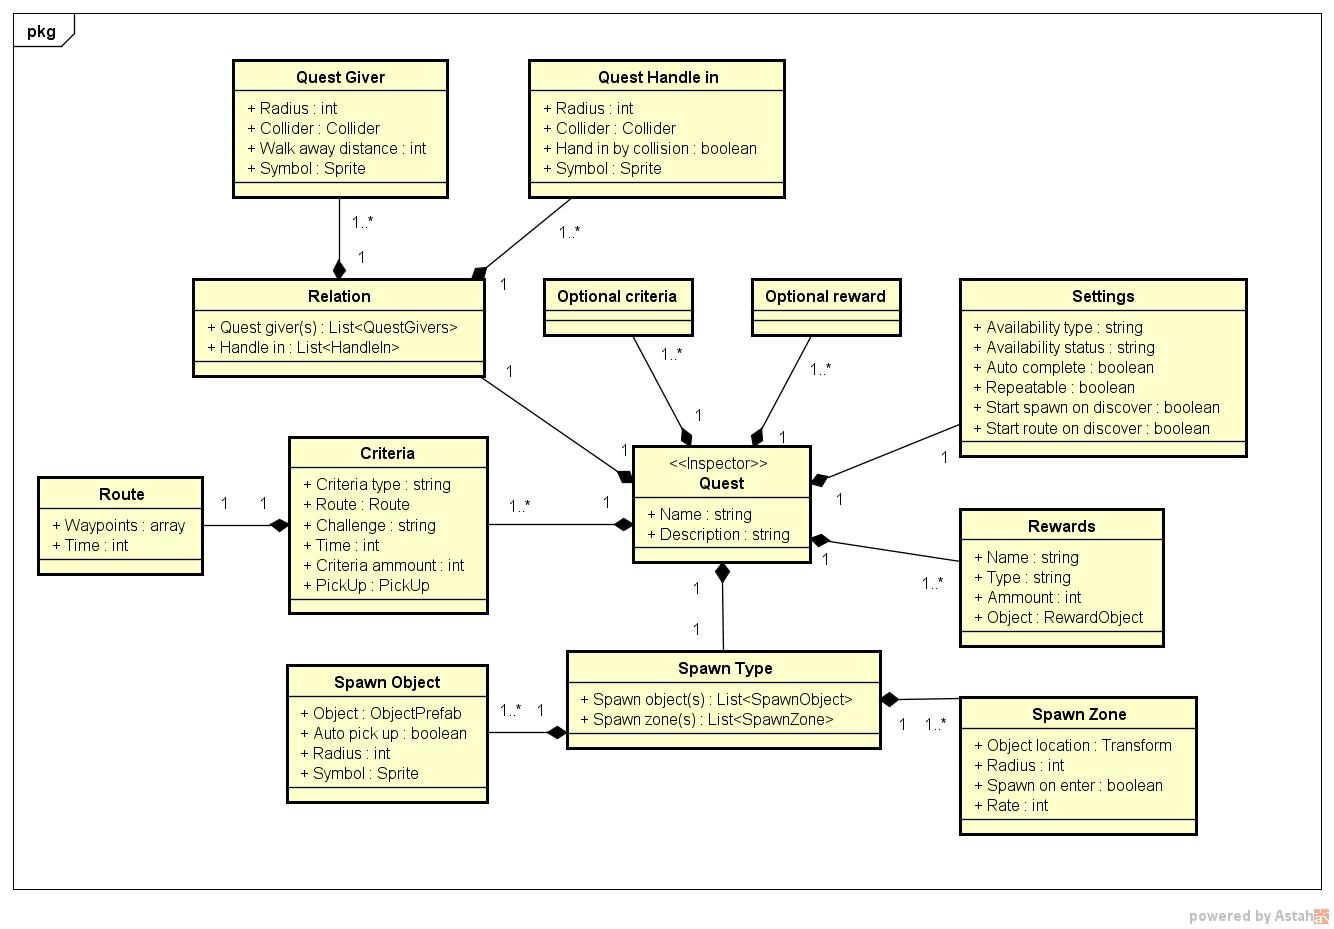 pkg
Quest Giver
+ Radius : int
+ Collider : Collider
+ Walk away distance : int
+ Symbol : Sprite
Quest Handle in
+ Radius : int
+ Collider : Collider
+ Hand in by collision : boolean
+ Symbol : Sprite
1..*
1
1..*
1
Relation
+ Quest giver(s) : List<QuestGivers>
+ Handle in : List<HandleIn>
Optional criteria
Optional reward
Settings
+ Availability type : string
+ Availability status : string
+ Auto complete : boolean
+ Repeatable : boolean
+ Start spawn on discover : boolean
+ Start route on discover : boolean
1
1..*
1..*
1
1
1
1
1
<<Inspector>>
Quest
+ Name : string
+ Description : string
Route
+ Waypoints : array
+ Time : int
1
1
Criteria
+ Criteria type : string
+ Route : Route
+ Challenge : string
+ Time : int
+ Criteria ammount : int
+ PickUp : PickUp
1..*
1
1
1..*
Rewards
+ Name : string
+ Type : string
+ Ammount : int
+ Object : RewardObject
1
1
Spawn Object
+ Object : ObjectPrefab
+ Auto pick up : boolean
+ Radius : int
+ Symbol : Sprite
1..*
1
Spawn Type
+ Spawn object(s) : List<SpawnObject>
+ Spawn zone(s) : List<SpawnZone>
1
1..*
Spawn Zone
+ Object location : Transform
+ Radius : int
+ Spawn on enter : boolean
+ Rate : int
powered by Astah